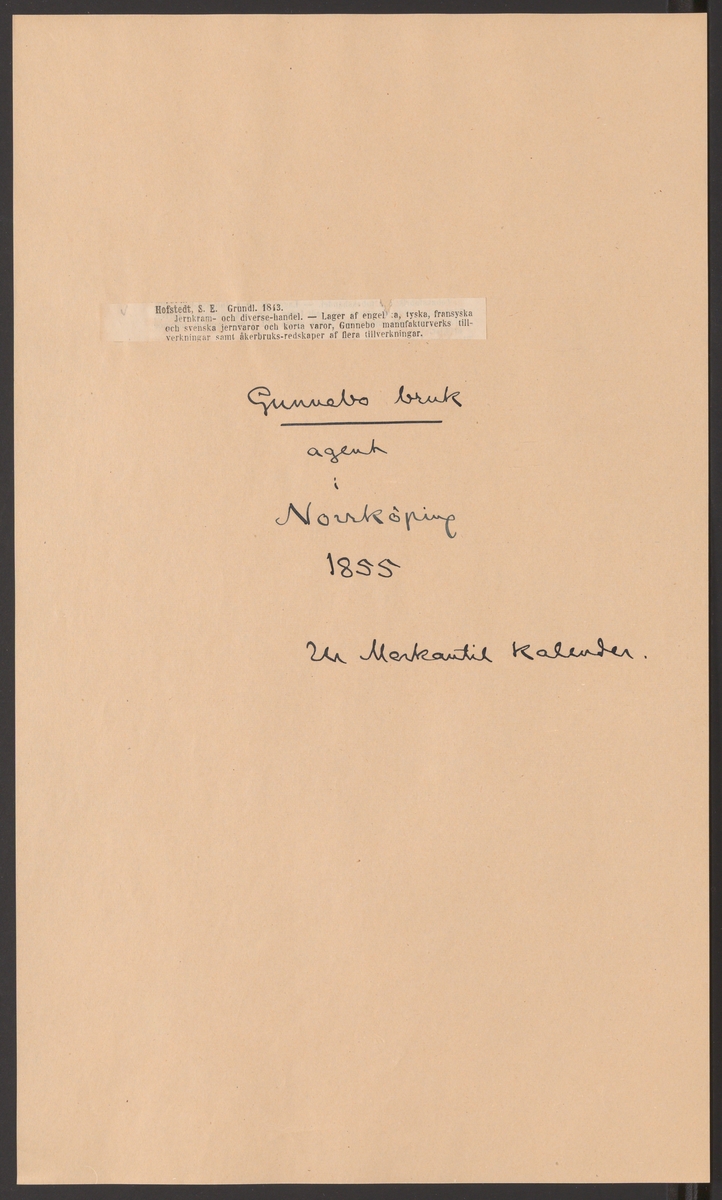 Hofstedt, S. E. Grundl. 1843.
Jernkram- och diverse-handel. — Lager af engel :a, tyska, fransyska
och svenska jernvaror och korta varor, Gunnebo manufakturverks till-
verkningar samt åkerbruks-redskaper af flera tillverkningar.
Gunnebo bruk
agent
i
Norrköping
1855
Ur Merkantil Kalender.